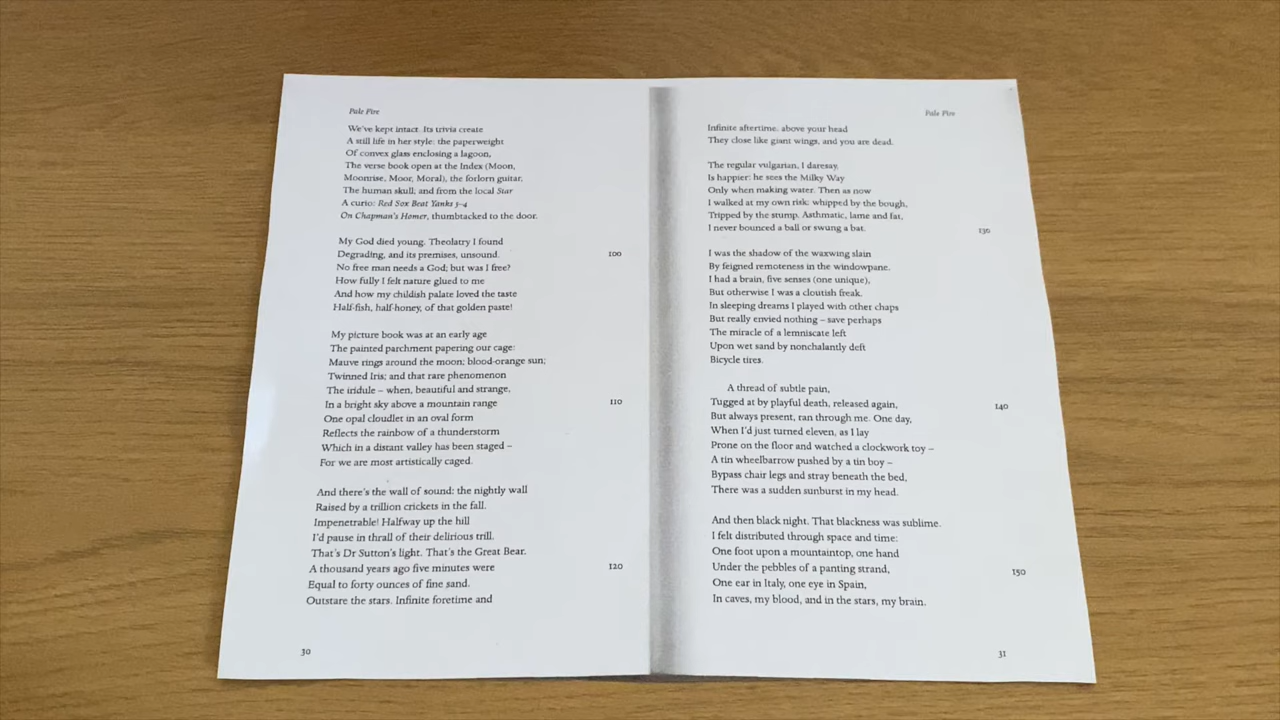 Pale Fire
We've kept intact. Its trivia create
A still life in her style: the paperweight
Of convex glass enclosing a lagoon,
The verse book open at the Index (Moon,
Moonrise, Moor, Moral), the forlorn guitar,
The human skull; and from the local Star
A curio: Red Sox Beat Yanks 5–4
On Chapman's Homer, thumbtacked to the door.
My God died young. Theolatry I found
Degrading, and its premises, unsound. 100
No free man needs a God; but was I free?
How fully I felt nature glued to me
And how my childish palate loved the taste
Half-fish, half-honey, of that golden paste!
My picture book was at an early age
The painted parchment papering our cage:
Mauve rings around the moon; blood-orange sun;
Twinned Iris; and that rare phenomenon
The iridule – when, beautiful and strange,
In a bright sky above a mountain range 110
One opal cloudlet in an oval form
Reflects the rainbow of a thunderstorm
Which in a distant valley has been staged –
For we are most artistically caged.
And there's the wall of sound: the nightly wall
Raised by a trillion crickets in the fall.
Impenetrable! Halfway up the hill
I'd pause in thrall of their delirious trill.
That's Dr Sutton's light. That's the Great Bear.
A thousand years ago five minutes were 120
Equal to forty ounces of fine sand.
Outstare the stars. Infinite foretime and
30
Pale Fire
Infinite aftertime, above your head
They close like giant wings, and you are dead.
The regular vulgarian, I daresay,
Is happier: he sees the Milky Way
Only when making water. Then as now
I walked at my own risk: whipped by the bough,
Tripped by the stump. Asthmatic, lame and fat,
I never bounced a ball or swung a bat. 130
I was the shadow of the waxwing slain
By feigned remoteness in the windowpane.
I had a brain, five senses (one unique),
But otherwise I was a cloutish freak.
In sleeping dreams I played with other chaps
But really envied nothing – save perhaps
The miracle of a lemniscate left
Upon wet sand by nonchalantly deft
Bicycle tires.
A thread of subtle pain,
Tugged at by playful death, released again, 140
But always present, ran through me. One day,
When I'd just turned eleven, as I lay
Prone on the floor and watched a clockwork toy –
A tin wheelbarrow pushed by a tin boy –
Bypass chair legs and stray beneath the bed,
There was a sudden sunburst in my head.
And then black night. That blackness was sublime.
I felt distributed through space and time:
One foot upon a mountaintop, one hand
Under the pebbles of a panting strand, 150
One ear in Italy, one eye in Spain,
In caves, my blood, and in the stars, my brain.
31